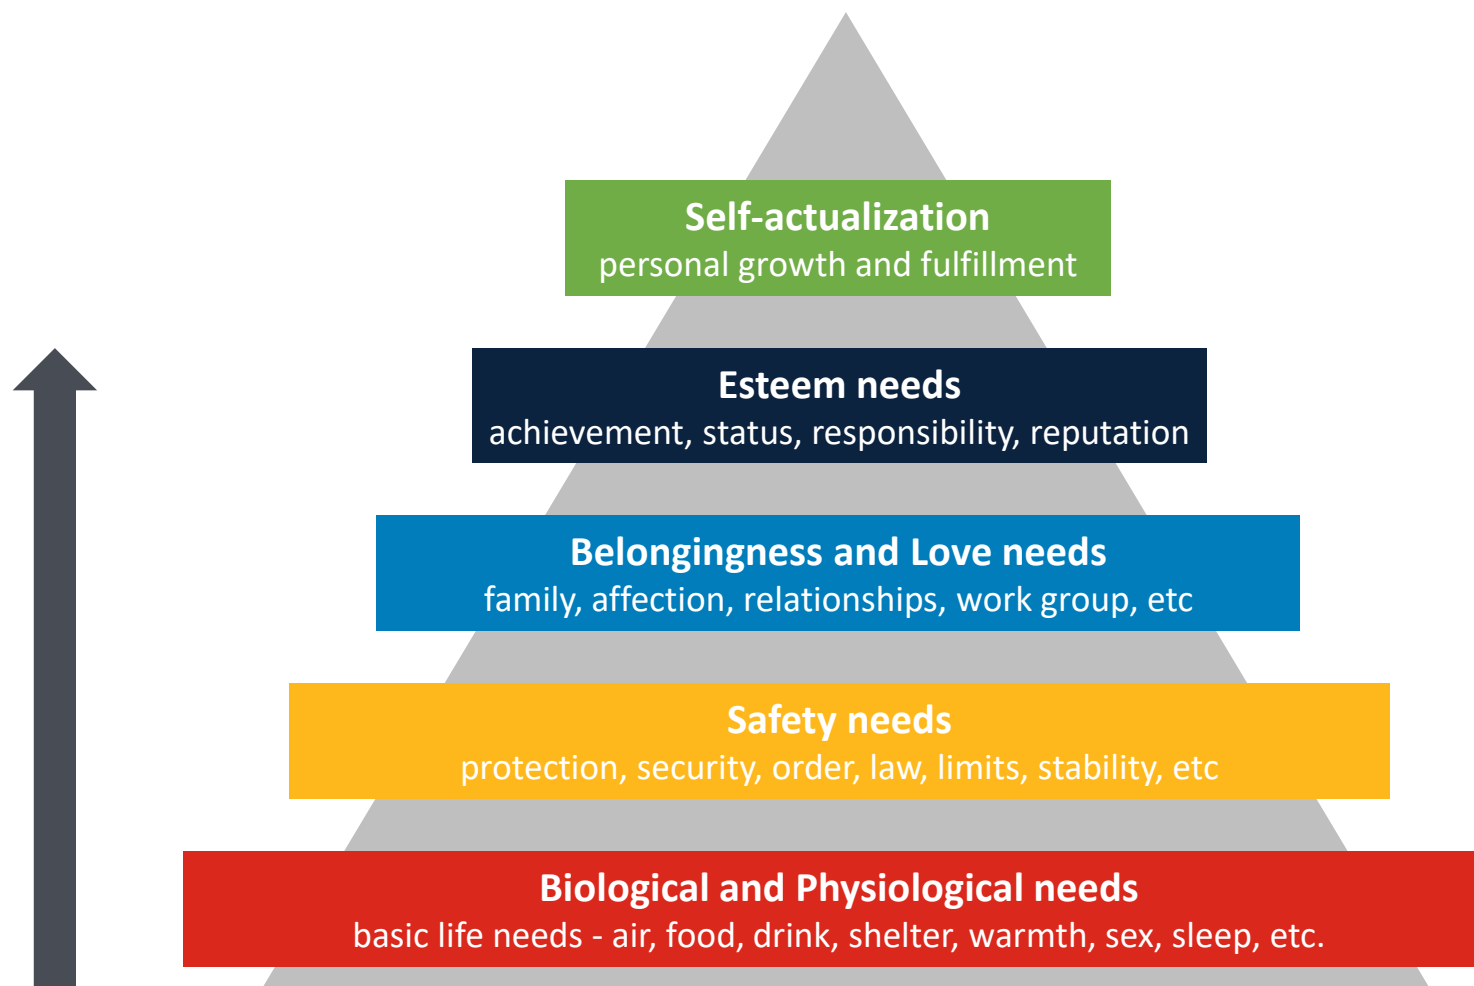 Self-actualization
personal growth and fulfillment
Esteem needs
achievement, status, responsibility, reputation
Belongingness and Love needs
family, affection, relationships, work group, etc
Safety needs
protection, security, order, law, limits, stability, etc
Biological and Physiological needs
basic life needs - air, food, drink, shelter, warmth, sex, sleep, etc.